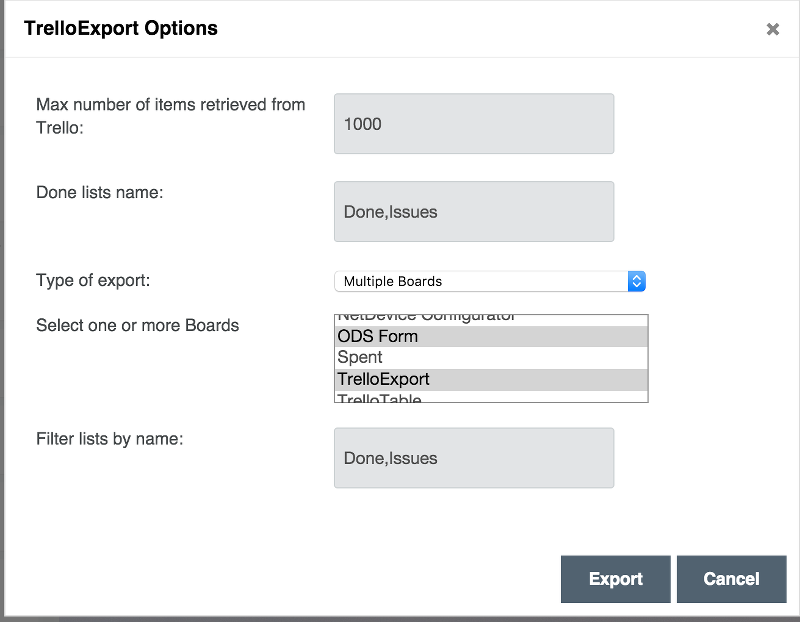 TrelloExport Options
Max number of items retrieved from
Trello:
1000
Done lists name:
Done,Issues
Type of export:
Multiple Boards
Select one or more Boards
NetDevice Configurator
ODS Form
Spent
TrelloExport
TrelloTable
Filter lists by name:
Done,Issues
Export
Cancel